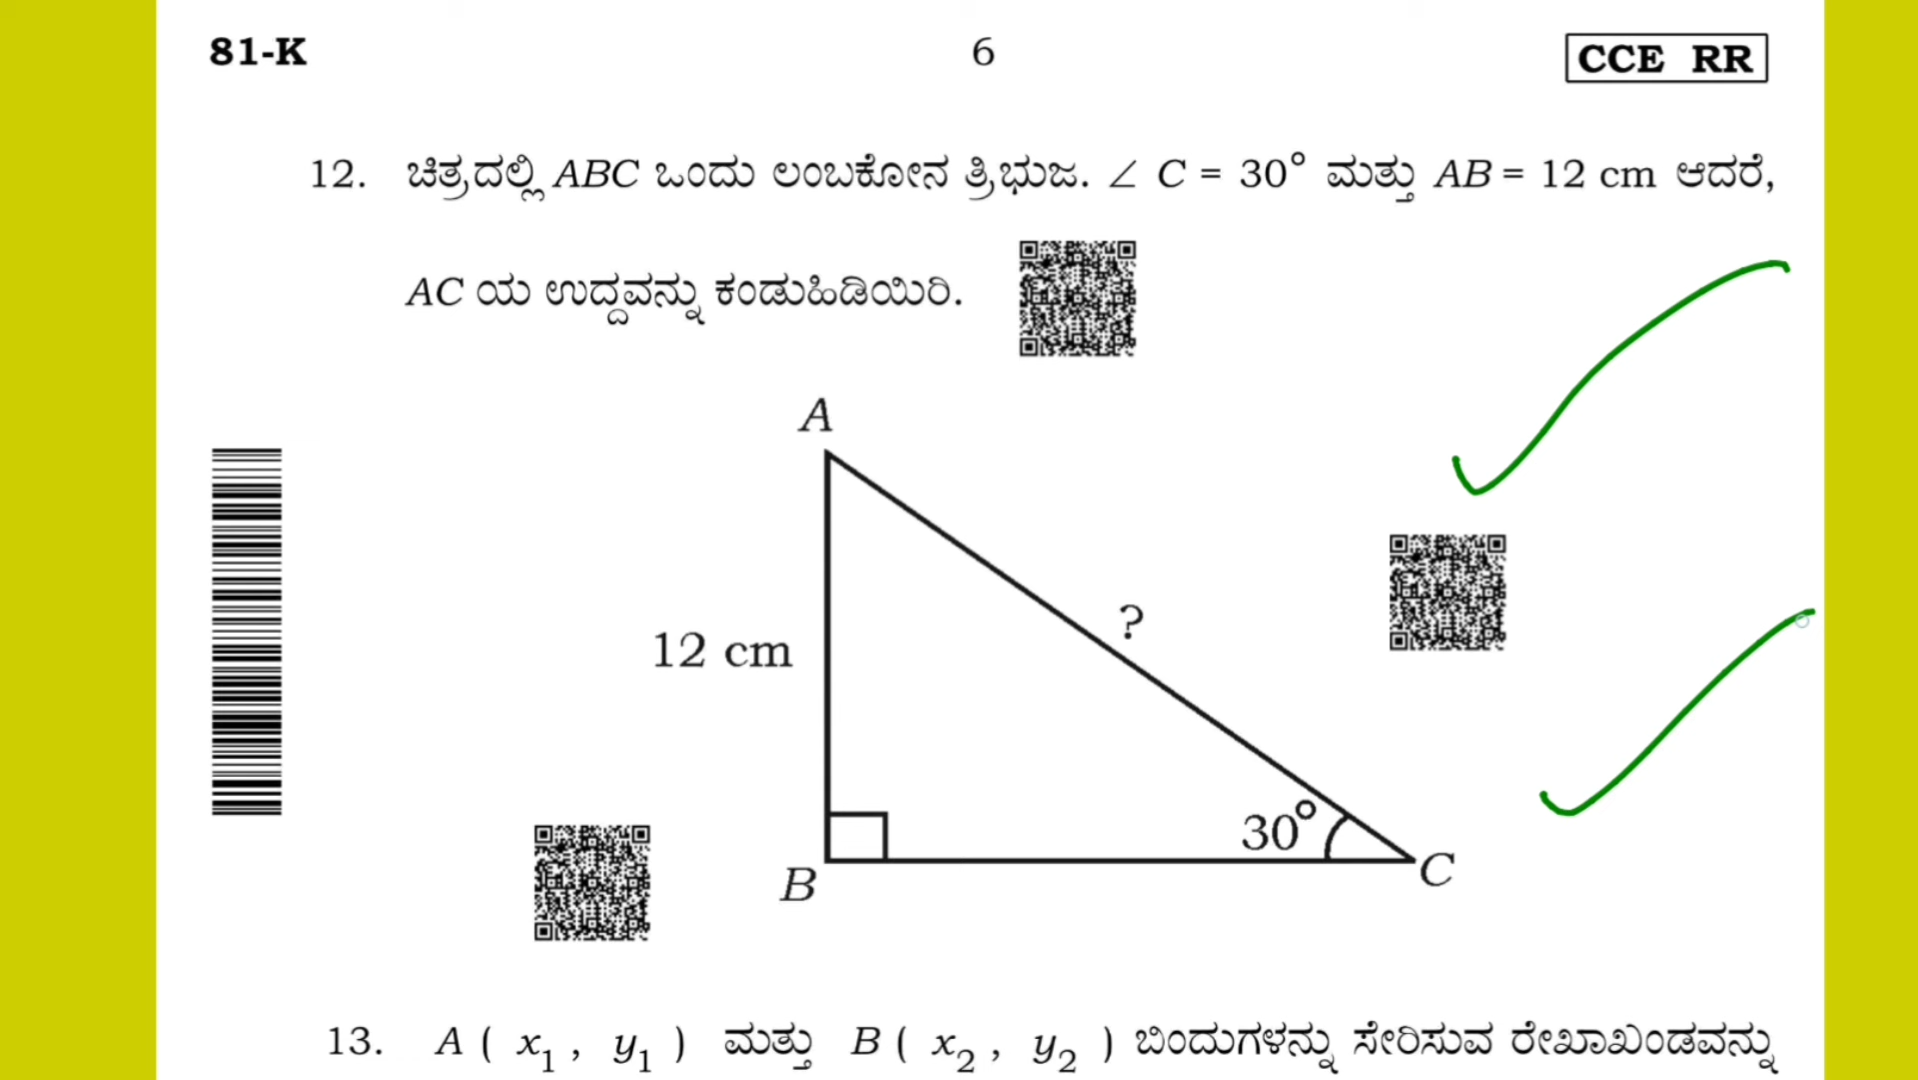 81-K
6
CCE RR
12. ಚಿತ್ರದಲ್ಲಿ ABC ಒಂದು ಲಂಬಕೋನ ತ್ರಿಭುಜ. ∠ C = 30° ಮತ್ತು AB = 12 cm ಆದರೆ,
AC ಯ ಉದ್ದವನ್ನು ಕಂಡುಹಿಡಿಯಿರಿ.
A
?
12 cm
30°
B
C
13. A ( x₁ , y₁ ) ಮತ್ತು B ( x₂ , y₂ ) ಬಿಂದುಗಳನ್ನು ಸೇರಿಸುವ ರೇಖಾಖಂಡವನ್ನು